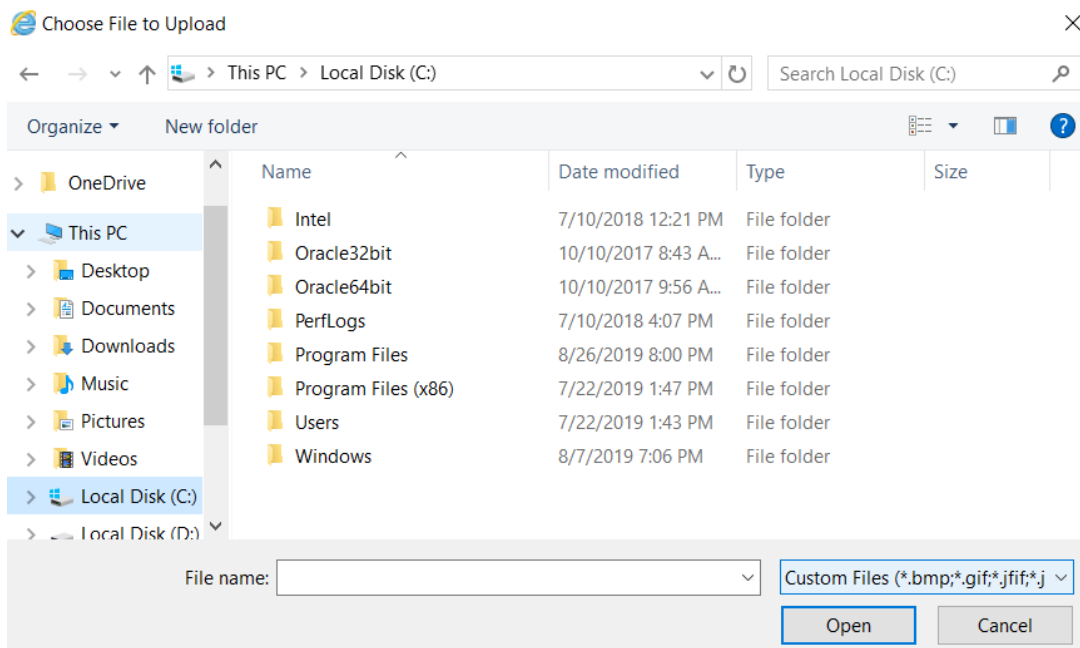 Choose File to Upload
This PC > Local Disk (C:)
Search Local Disk (C:)
Organize
New folder
?
OneDrive
This PC
Desktop
Documents
Downloads
Music
Pictures
Videos
Local Disk (C:)
Local Disk (D:)
Name Date modified Type Size
Intel 7/10/2018 12:21 PM File folder
Oracle32bit 10/10/2017 8:43 A... File folder
Oracle64bit 10/10/2017 9:56 A... File folder
PerfLogs 7/10/2018 4:07 PM File folder
Program Files 8/26/2019 8:00 PM File folder
Program Files (x86) 7/22/2019 1:47 PM File folder
Users 7/22/2019 1:43 PM File folder
Windows 8/7/2019 7:06 PM File folder
File name:
Custom Files (*.bmp;*.gif;*.jfif;*.j
Open
Cancel